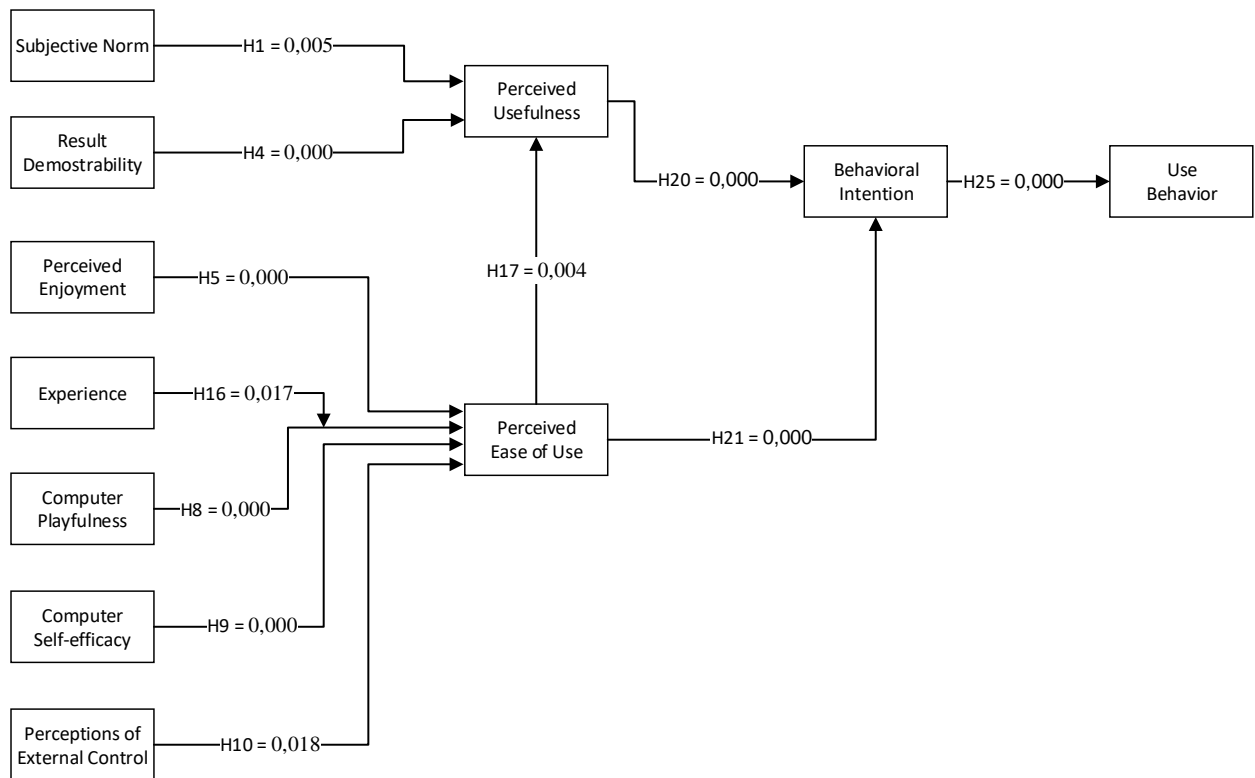 Subjective Norm
H1 = 0,005
Perceived
Usefulness
Result
Demostrability
H4 = 0,000
H20 = 0,000
Behavioral
Intention
H25 = 0,000
Use
Behavior
Perceived
Enjoyment
H5 = 0,000
H17 = 0,004
Experience
H16 = 0,017
Perceived
Ease of Use
H21 = 0,000
Computer
Playfulness
H8 = 0,000
Computer
Self-efficacy
H9 = 0,000
Perceptions of
External Control
H10 = 0,018